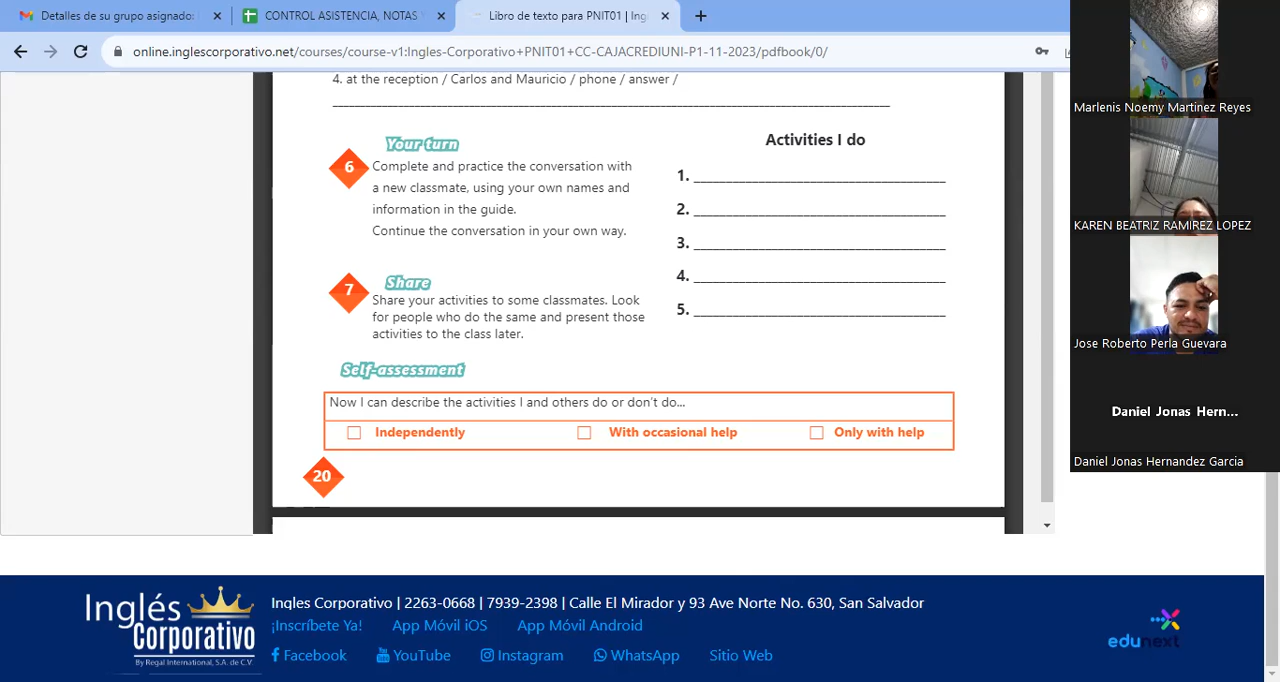 Detalles de su grupo asignado:
CONTROL ASISTENCIA, NOTAS Y
Libro de texto para PNIT01 | Ing
online.inglescorporativo.net/courses/course-v1:Ingles-Corporativo+PNIT01+CC-CAJACREDIUNI-P1-11-2023/pdfbook/0/
4. at the reception / Carlos and Mauricio / phone / answer /
Your turn
6
Complete and practice the conversation with
a new classmate, using your own names and
information in the guide.
Continue the conversation in your own way.
7
Share
Share your activities to some classmates. Look
for people who do the same and present those
activities to the class later.
Activities I do
1.
2.
3.
4.
5.
Self-assessment
Now I can describe the activities I and others do or don't do...
Independently
With occasional help
Only with help
20
Marlenis Noemy Martinez Reyes
KAREN BEATRIZ RAMIREZ LOPEZ
Jose Roberto Perla Guevara
Daniel Jonas Hern...
Daniel Jonas Hernandez Garcia
Inglés
Corporativo
By Regal International, S.A. de C.V.
Ingles Corporativo | 2263-0668 | 7939-2398 | Calle El Mirador y 93 Ave Norte No. 630, San Salvador
¡Inscríbete Ya! App Móvil iOS App Móvil Android
Facebook YouTube Instagram WhatsApp Sitio Web
edunext